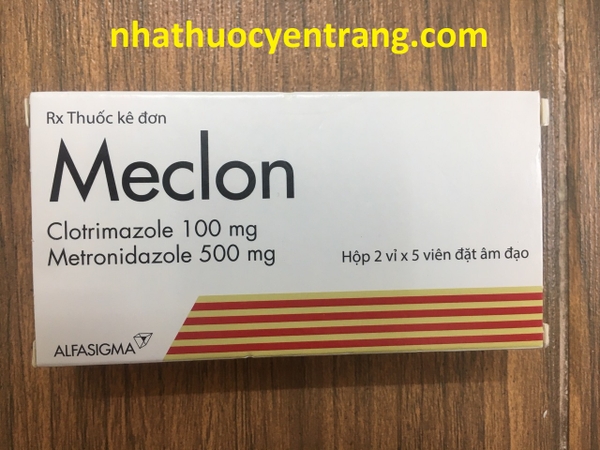 nhathuocyentrang.com
Rx Thuốc kê đơn
Meclon
Clotrimazole 100 mg
Metronidazole 500 mg
Hộp 2 vỉ x 5 viên đặt âm đạo
ALFASIGMA